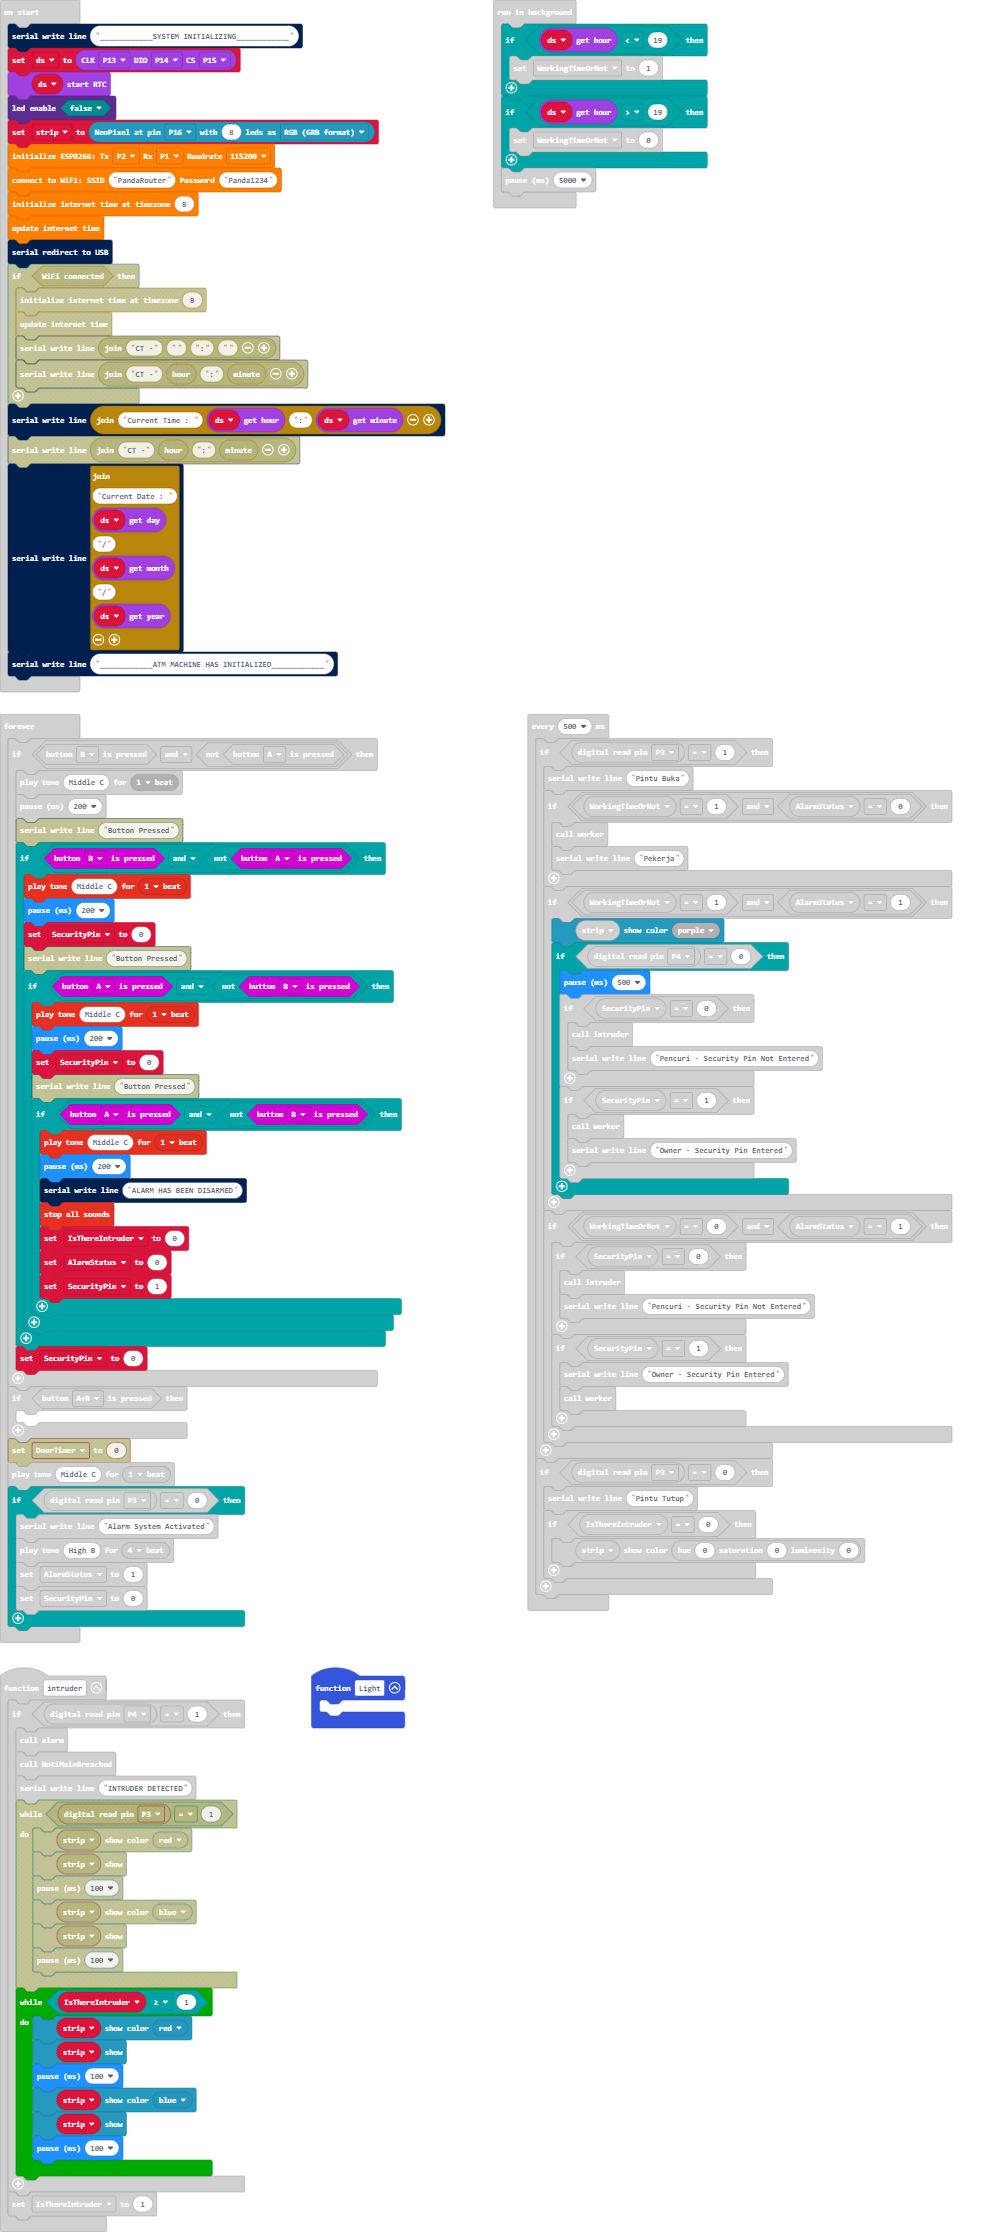 on start
serial write line "____________SYSTEM INITIALIZING____________"
set ds to CLK P13 DIO P14 CS P15
ds start RTC
led enable false
set strip to NeoPixel at pin P16 with 8 leds as RGB (GRB format)
initialize ESP8266: Tx P2 Rx P1 Baudrate 115200
connect to WiFi: SSID "PandaRouter" Password "Panda1234"
initialize internet time at timezone 8
update internet time
serial redirect to USB
if WiFi connected then
initialize internet time at timezone 8
update internet time
serial write line join "CT -" "" ":" ""
serial write line join "CT -" hour ":" minute
serial write line join "Current Time : " ds get hour ":" ds get minute
serial write line join "CT -" hour ":" minute
serial write line
join
"Current Date : "
ds get day
"/"
ds get month
"/"
ds get year
serial write line "____________ATM MACHINE HAS INITIALIZED____________"
run in background
if ds get hour < 19 then
set WorkingTimeOrNot to 1
if ds get hour > 19 then
set WorkingTimeOrNot to 0
pause (ms) 5000
forever
if button B is pressed and not button A is pressed then
play tone Middle C for 1 beat
pause (ms) 200
serial write line "Button Pressed"
if button B is pressed and not button A is pressed then
play tone Middle C for 1 beat
pause (ms) 200
set SecurityPin to 0
serial write line "Button Pressed"
if button A is pressed and not button B is pressed then
play tone Middle C for 1 beat
pause (ms) 200
set SecurityPin to 0
serial write line "Button Pressed"
if button A is pressed and not button B is pressed then
play tone Middle C for 1 beat
pause (ms) 200
serial write line "ALARM HAS BEEN DISARMED"
stop all sounds
set IsThereIntruder to 0
set AlarmStatus to 0
set SecurityPin to 1
set SecurityPin to 0
if button A+B is pressed then
set DoorTimer to 0
play tone Middle C for 1 beat
if digital read pin P3 = 0 then
serial write line "Alarm System Activated"
play tone High B for 4 beat
set AlarmStatus to 1
set SecurityPin to 0
every 500 ms
if digital read pin P3 = 1 then
serial write line "Pintu Buka"
if WorkingTimeOrNot = 1 and AlarmStatus = 0 then
call worker
serial write line "Pekerja"
if WorkingTimeOrNot = 1 and AlarmStatus = 1 then
strip show color purple
if digital read pin P4 = 0 then
pause (ms) 500
if SecurityPin = 0 then
call intruder
serial write line "Pencuri - Security Pin Not Entered"
if SecurityPin = 1 then
call worker
serial write line "Owner - Security Pin Entered"
if WorkingTimeOrNot = 0 and AlarmStatus = 1 then
if SecurityPin = 0 then
call intruder
serial write line "Pencuri - Security Pin Not Entered"
if SecurityPin = 1 then
serial write line "Owner - Security Pin Entered"
call worker
if digital read pin P3 = 0 then
serial write line "Pintu Tutup"
if IsThereIntruder = 0 then
strip show color hue 0 saturation 0 luminosity 0
function intruder
if digital read pin P4 = 1 then
call alarm
call NotiMainBreached
serial write line "INTRUDER DETECTED"
while digital read pin P3 = 1
do strip show color red
strip show
pause (ms) 100
strip show color blue
strip show
pause (ms) 100
while IsThereIntruder ≥ 1
do strip show color red
strip show
pause (ms) 100
strip show color blue
strip show
pause (ms) 100
set IsThereIntruder to 1
function Light